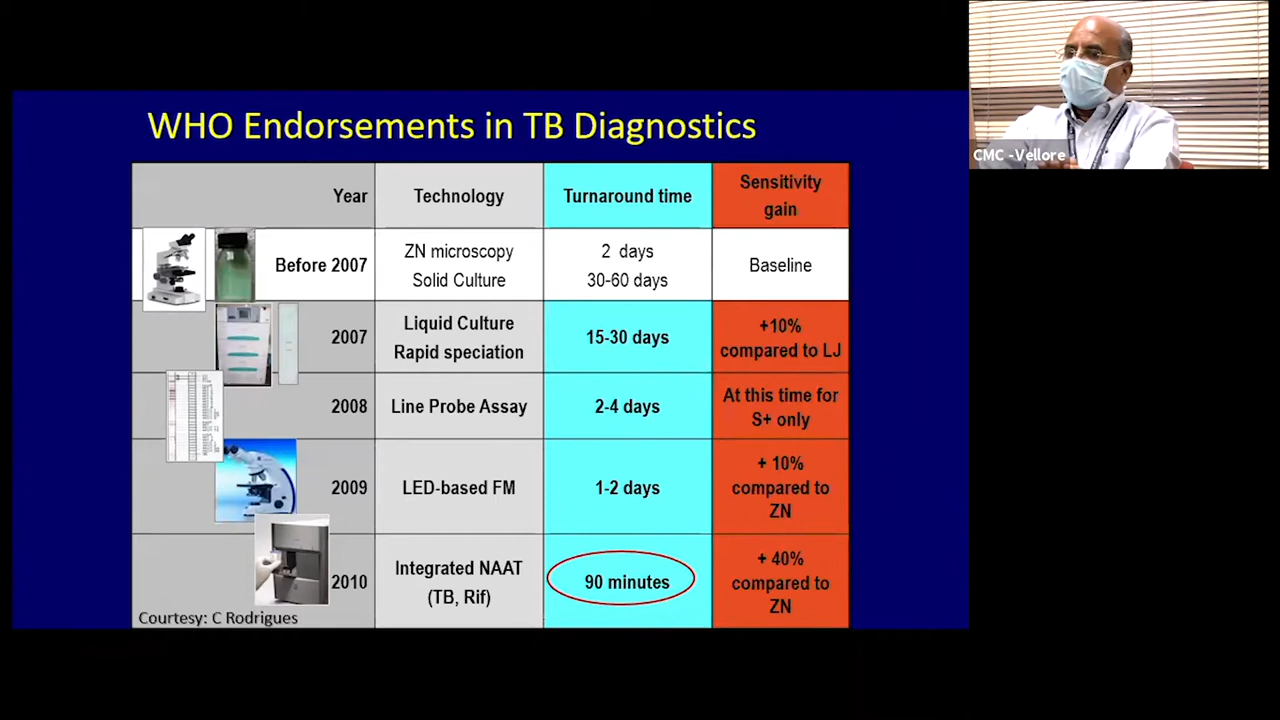 WHO Endorsements in TB Diagnostics
Year
Technology
Turnaround time
Sensitivity
gain
Before 2007
ZN microscopy
Solid Culture
2 days
30-60 days
Baseline
2007
Liquid Culture
Rapid speciation
15-30 days
+10%
compared to LJ
2008
Line Probe Assay
2-4 days
At this time for
S+ only
2009
LED-based FM
1-2 days
+ 10%
compared to
ZN
2010
Integrated NAAT
(TB, Rif)
90 minutes
+ 40%
compared to
ZN
Courtesy: C Rodrigues
CMC -Vellore